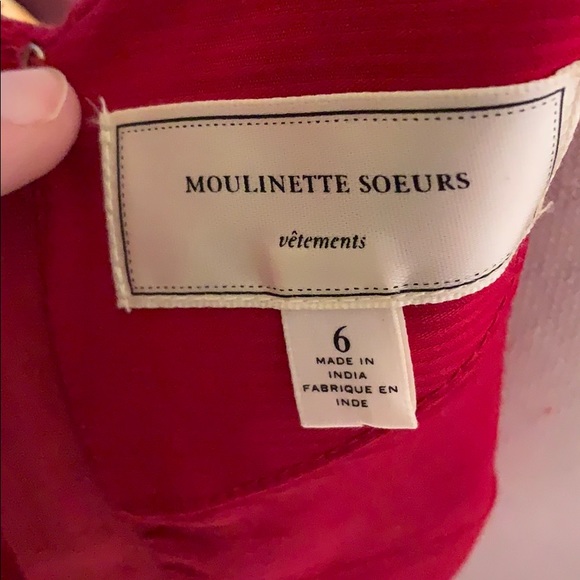 MOULINETTE SOEURS
vêtements
6
MADE IN
INDIA
FABRIQUE EN
INDE